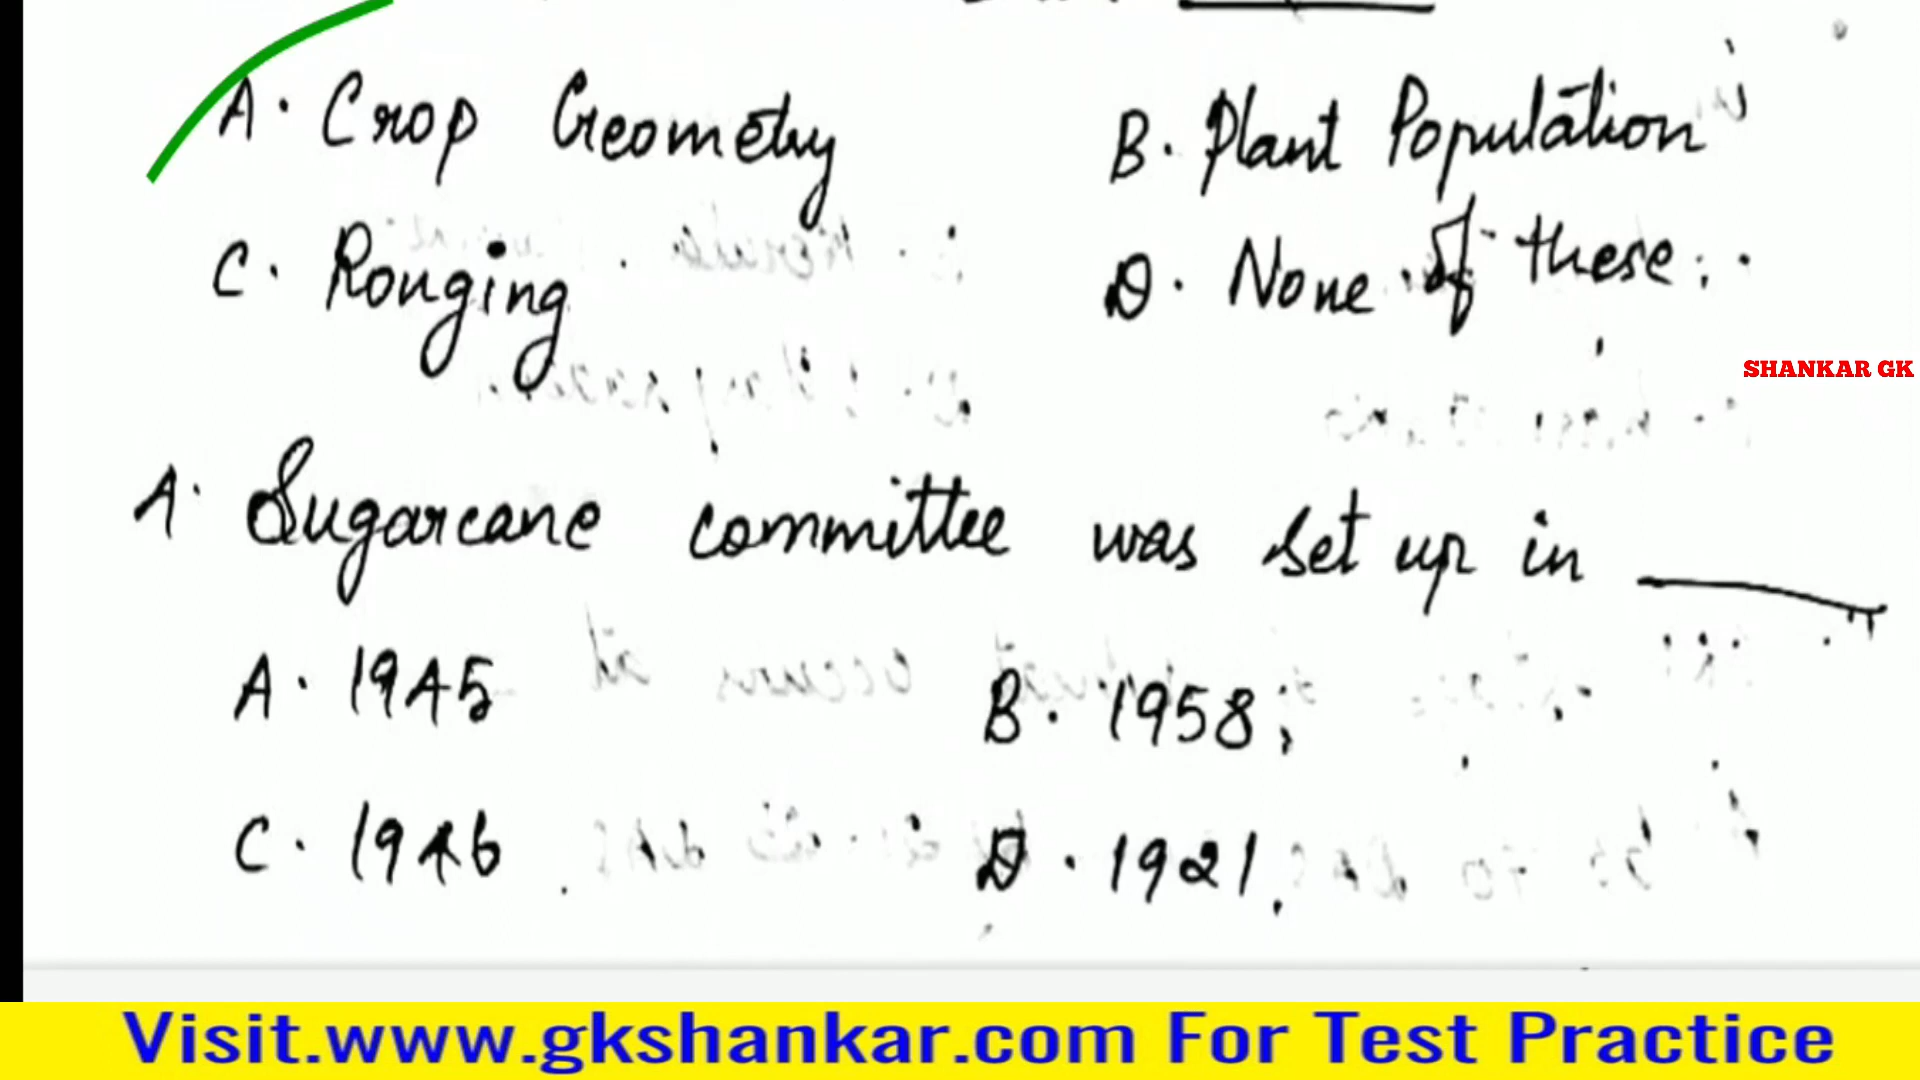 A. Crop Geometry B. Plant Population
C. Rouging D. None of these
SHANKAR GK
1. Sugarcane committee was set up in ____
A. 1945 B. 1958
C. 1946 D. 1921
Visit.www.gkshankar.com For Test Practice